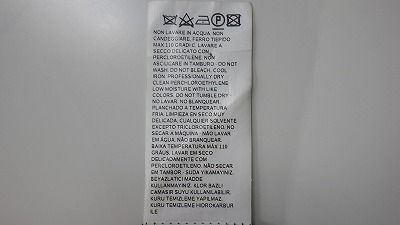 NON LAVARE IN ACQUA. NON
CANDEGGIARE. FERRO TIEPIDO
MAX 110 GRADI C. LAVARE A
SECCO DELICATO CON
PERCLOROETILENE. NON
ASCIUGARE IN TAMBURO - DO NOT
WASH. DO NOT BLEACH. COOL
IRON. PROFESSIONALLY DRY
CLEAN PERCHLOROETHYLENE
LOW MOISTURE WITH LIKE
COLORS. DO NOT TUMBLE DRY
NO LAVAR. NO BLANQUEAR.
PLANCHADO A TEMPERATURA
FRIA. LIMPIEZA EN SECO MUY
DELICADA. CUALQUIER SOLVENTE
EXCEPTO TRICLOROETILENO. NO
SECAR A MAQUINA - NÃO LAVAR
EM ÁGUA, NÃO BRANQUEAR.
BAIXA TEMPERATURA MÁX 110
GRAUS. LAVAR EM SECO
DELICADAMENTE COM
PERCLOROETILENO. NÃO SECAR
EM TAMBOR - SUDA YIKAMAYINIZ.
BEYAZLATICI MADDE
KULLANMAYINIZ. KLOR BAZLI
CAMASIR SUYU KULLANILABILIR.
KURU TEMIZLEME YAPILMAZ.
KURU TEMIZLEME HIDROKARBUR
ILE